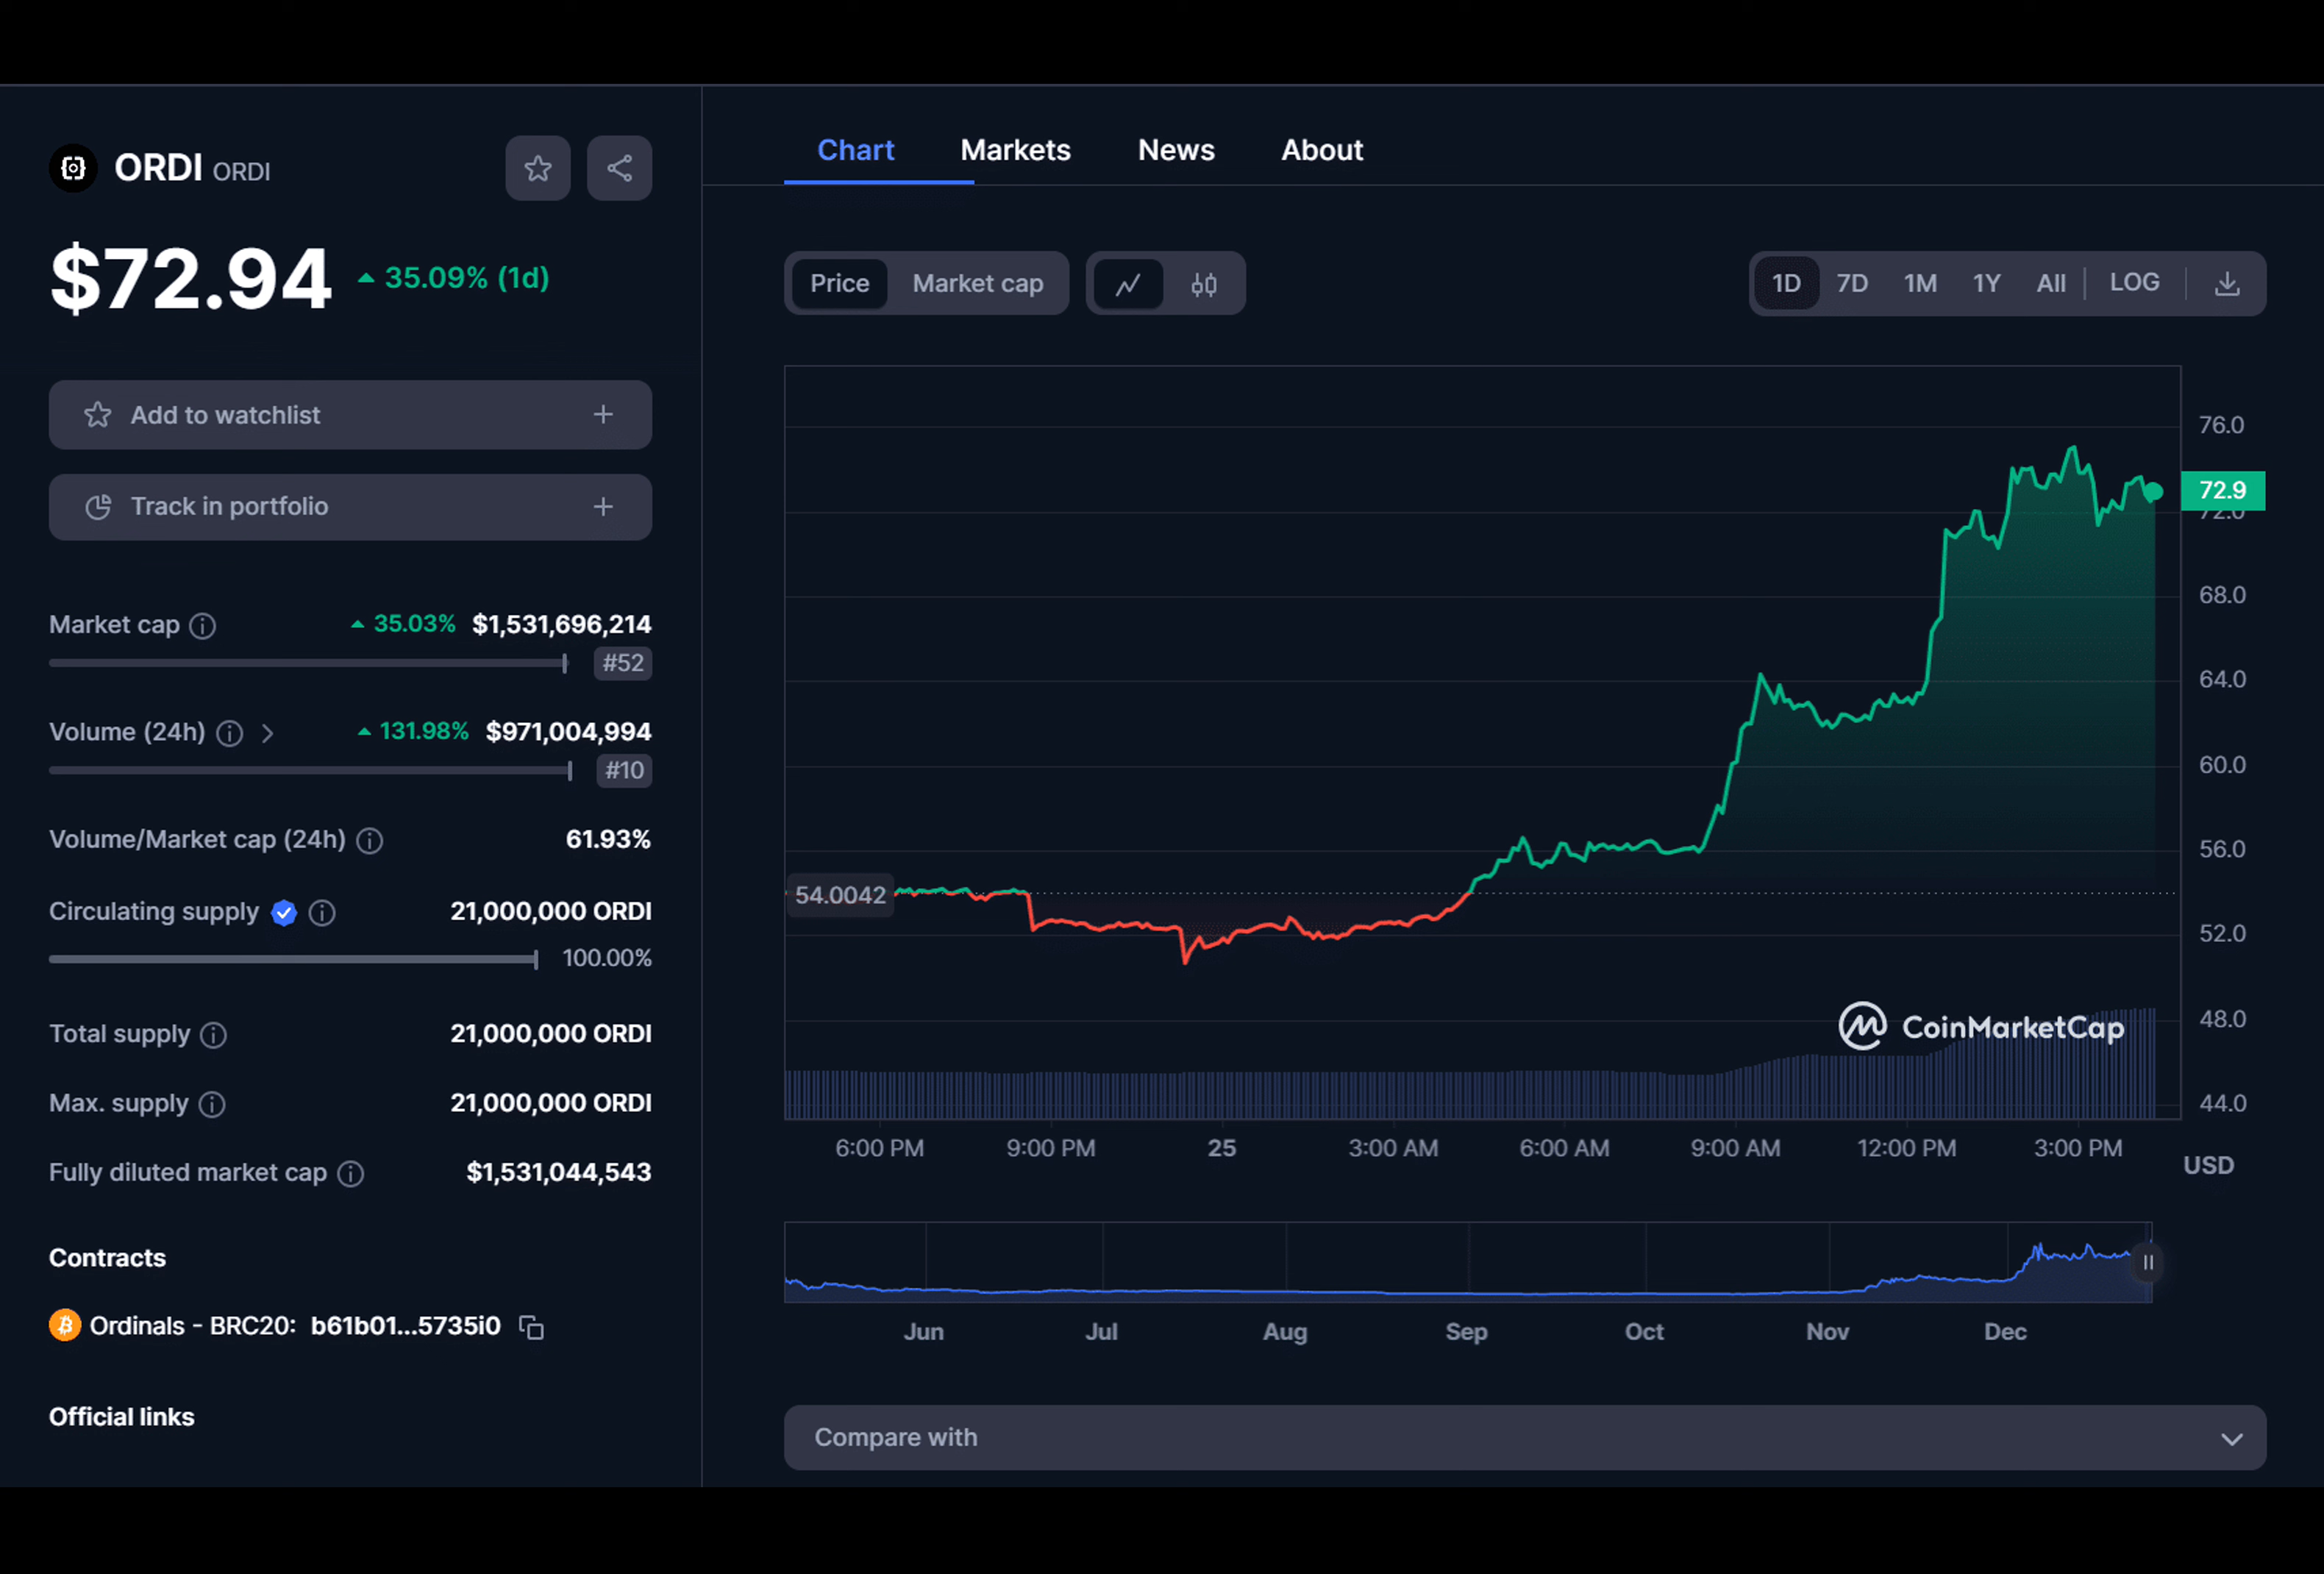 ORDI ORDI
$72.94 35.09% (1d)
Add to watchlist
Track in portfolio
Market cap 35.03% $1,531,696,214
#52
Volume (24h) 131.98% $971,004,994
#10
Volume/Market cap (24h) 61.93%
Circulating supply 21,000,000 ORDI
100.00%
Total supply 21,000,000 ORDI
Max. supply 21,000,000 ORDI
Fully diluted market cap $1,531,044,543
Contracts
Ordinals - BRC20: b61b01...5735i0
Official links
Chart Markets News About
Price Market cap
1D 7D 1M 1Y All LOG
76.0
72.9
72.0
68.0
64.0
60.0
56.0
54.0042
52.0
CoinMarketCap
48.0
44.0
6:00 PM 9:00 PM 25 3:00 AM 6:00 AM 9:00 AM 12:00 PM 3:00 PM
USD
Jun Jul Aug Sep Oct Nov Dec
Compare with